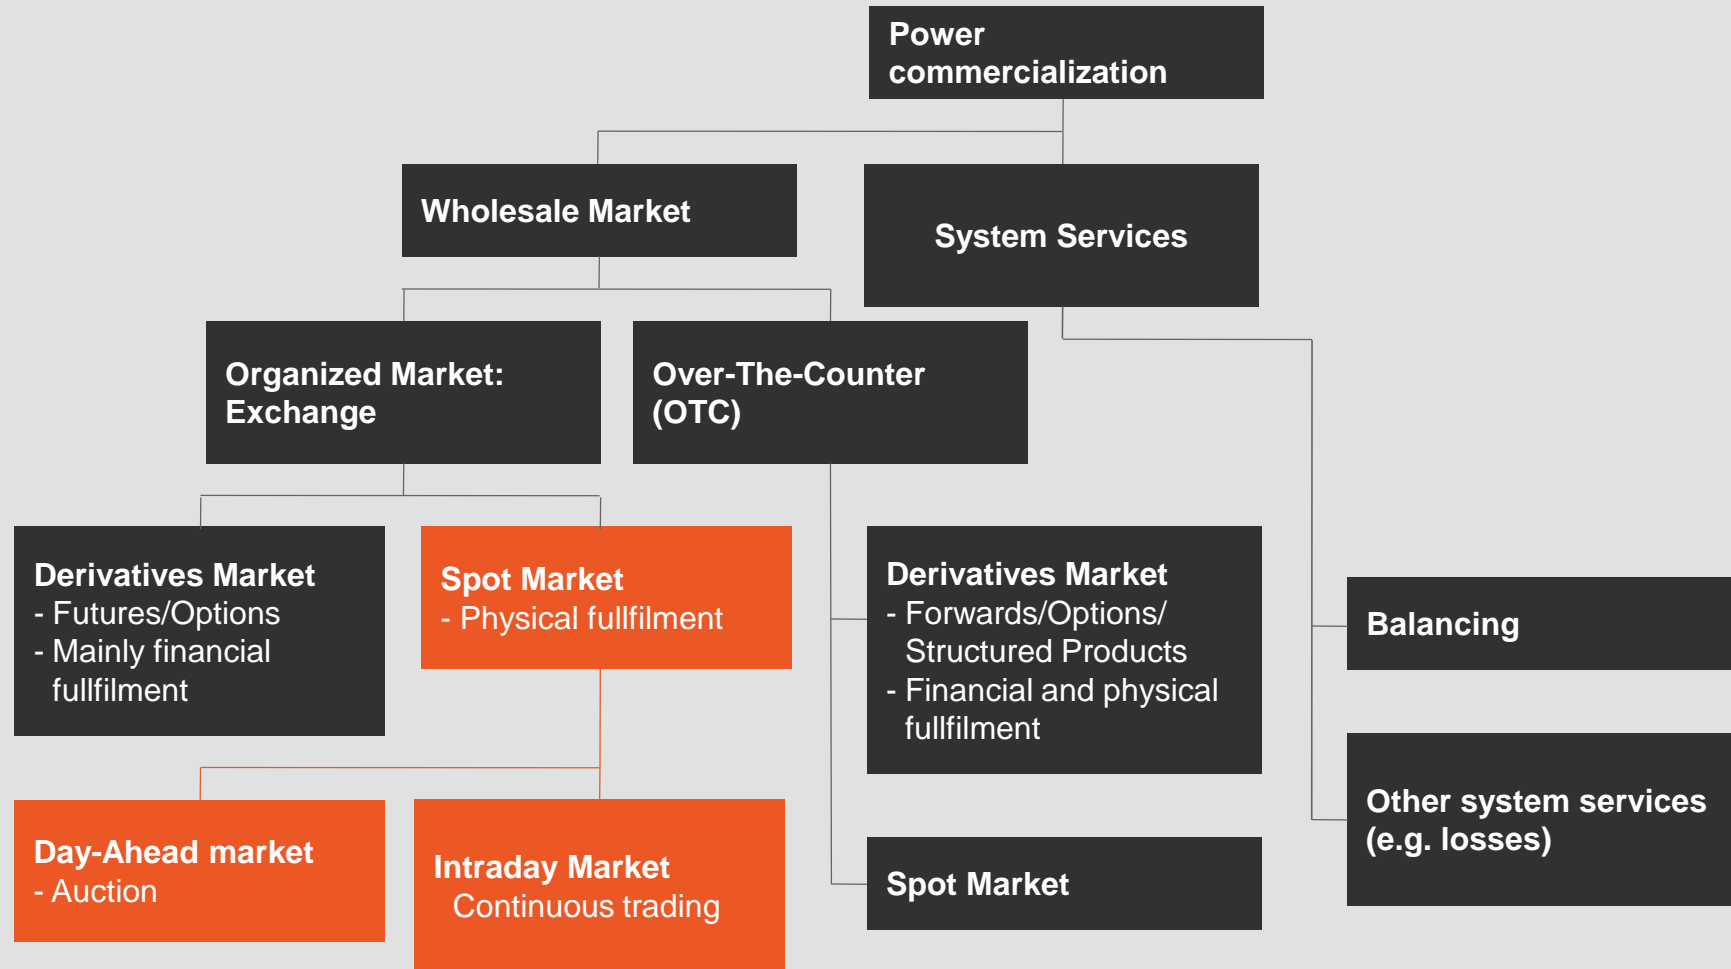 Power
commercialization
Wholesale Market
System Services
Organized Market:
Exchange
Over-The-Counter
(OTC)
Derivatives Market
- Futures/Options
- Mainly financial
fullfilment
Spot Market
- Physical fullfilment
Derivatives Market
- Forwards/Options/
Structured Products
- Financial and physical
fullfilment
Balancing
Other system services
(e.g. losses)
Day-Ahead market
- Auction
Intraday Market
Continuous trading
Spot Market